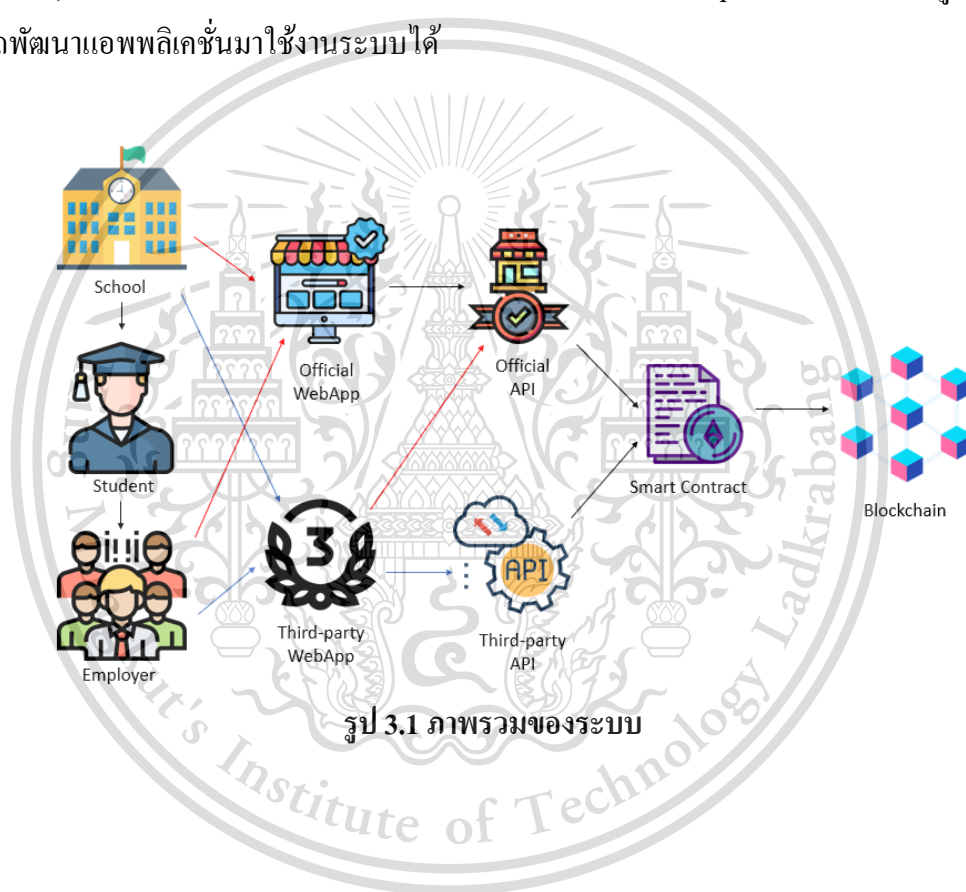 พัฒนาแอพพลิเคชั่นมาใช้งานระบบได้
School
Student
Employer
Official
WebApp
3
Third-party
WebApp
Official
API
API
Third-party
API
Smart Contract
Blockchain
รูป 3.1 ภาพรวมของระบบ
Institute of Technology Ladkrabang